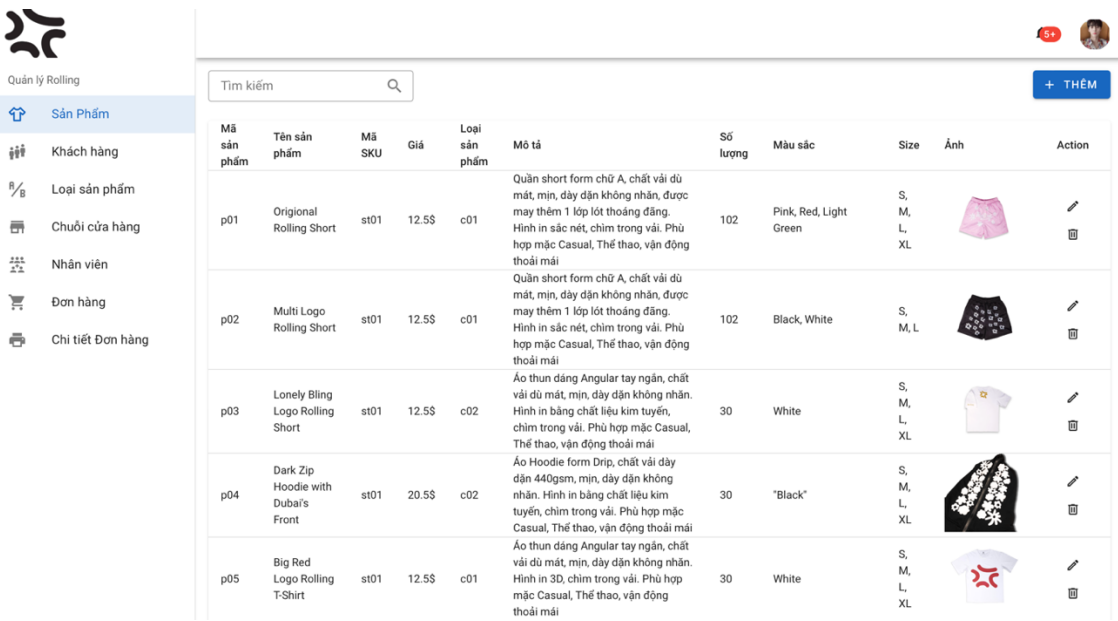 5+
Quản lý Rolling
Sản Phẩm
Khách hàng
Loại sản phẩm
Chuỗi cửa hàng
Nhân viên
Đơn hàng
Chi tiết Đơn hàng
Tìm kiếm
+ THÊM
Mã
sản
phẩm
Tên sản
phẩm
Mã
SKU
Giá
Loại
sản
phẩm
Mô tả
Số
lượng
Màu sắc
Size
Ảnh
Action
p01
Origional
Rolling Short
st01
12.5$
c01
Quần short form chữ A, chất vải dù
mát, mịn, dày dặn không nhăn, được
may thêm 1 lớp lót thoáng đãng.
Hình in sắc nét, chìm trong vải. Phù
hợp mặc Casual, Thể thao, vận động
thoải mái
102
Pink, Red, Light
Green
S,
M,
L,
XL
p02
Multi Logo
Rolling Short
st01
12.5$
c01
Quần short form chữ A, chất vải dù
mát, mịn, dày dặn không nhăn, được
may thêm 1 lớp lót thoáng đãng.
Hình in sắc nét, chìm trong vải. Phù
hợp mặc Casual, Thể thao, vận động
thoải mái
102
Black, White
S,
M, L
p03
Lonely Bling
Logo Rolling
Short
st01
12.5$
c02
Áo thun dáng Angular tay ngắn, chất
vải dù mát, mịn, dày dặn không nhăn.
Hình in bằng chất liệu kim tuyến,
chìm trong vải. Phù hợp mặc Casual,
Thể thao, vận động thoải mái
30
White
S,
M,
L,
XL
p04
Dark Zip
Hoodie with
Dubai's
Front
st01
20.5$
c02
Áo Hoodie form Drip, chất vải dày
dặn 440gsm, mịn, dày dặn không
nhăn. Hình in bằng chất liệu kim
tuyến, chìm trong vải. Phù hợp mặc
Casual, Thể thao, vận động thoải mái
30
"Black"
S,
M,
L,
XL
p05
Big Red
Logo Rolling
T-Shirt
st01
12.5$
c01
Áo thun dáng Angular tay ngắn, chất
vải dù mát, mịn, dày dặn không nhăn.
Hình in 3D, chìm trong vải. Phù hợp
mặc Casual, Thể thao, vận động
thoải mái
30
White
S,
M,
L,
XL